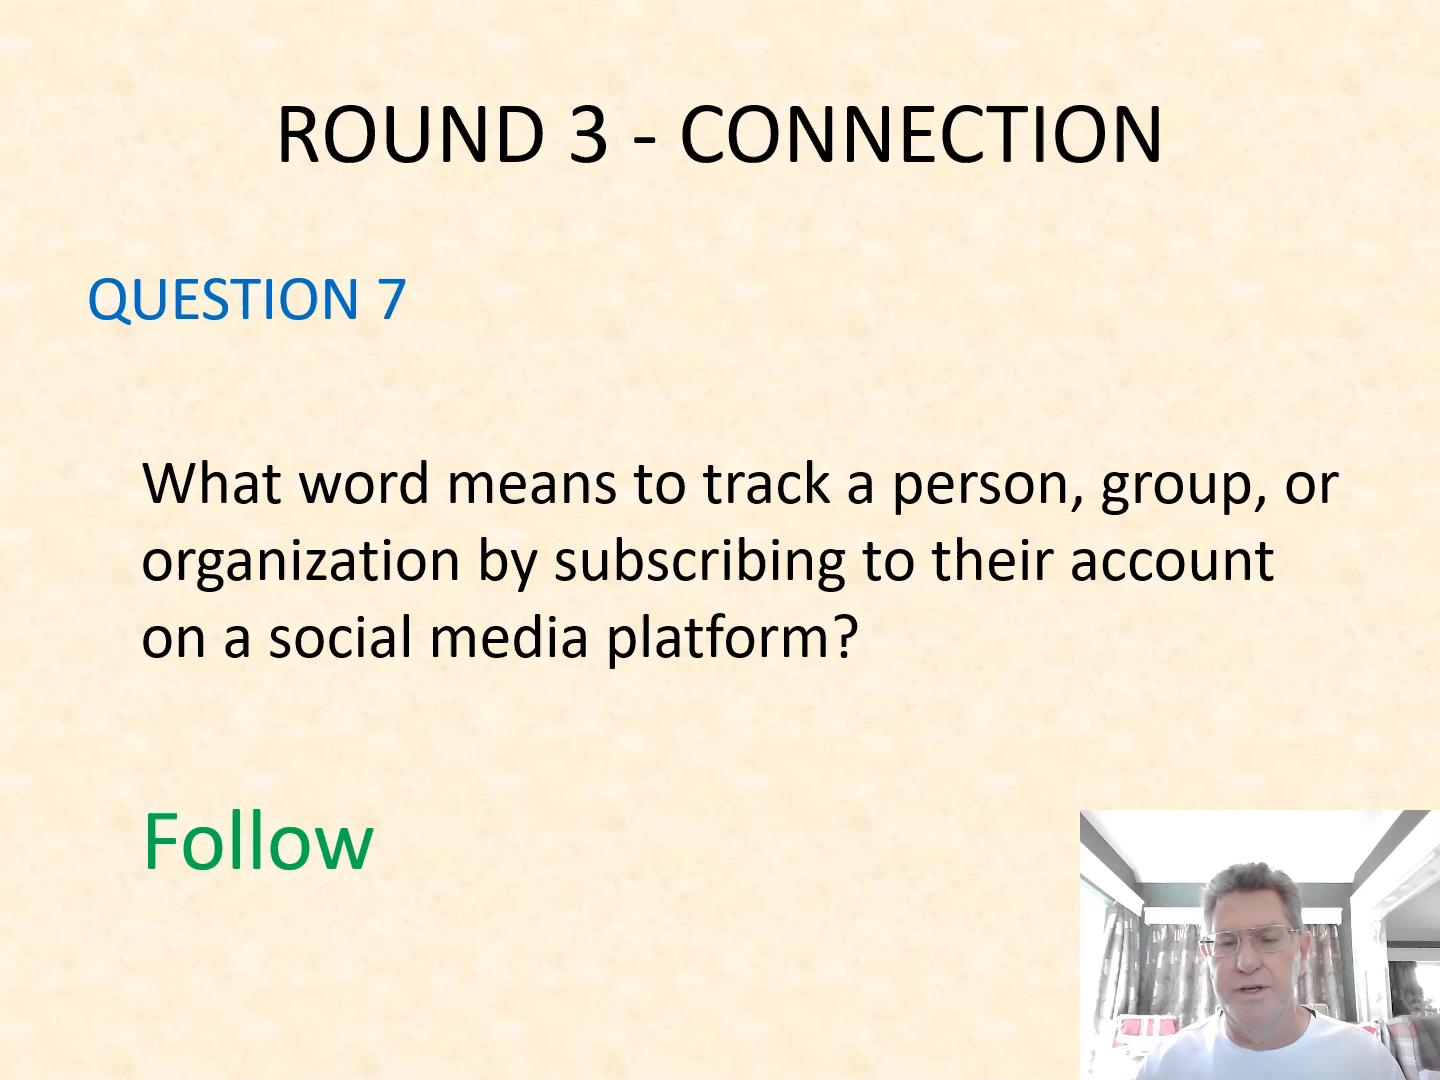 ROUND 3 - CONNECTION
QUESTION 7
What word means to track a person, group, or
organization by subscribing to their account
on a social media platform?
Follow